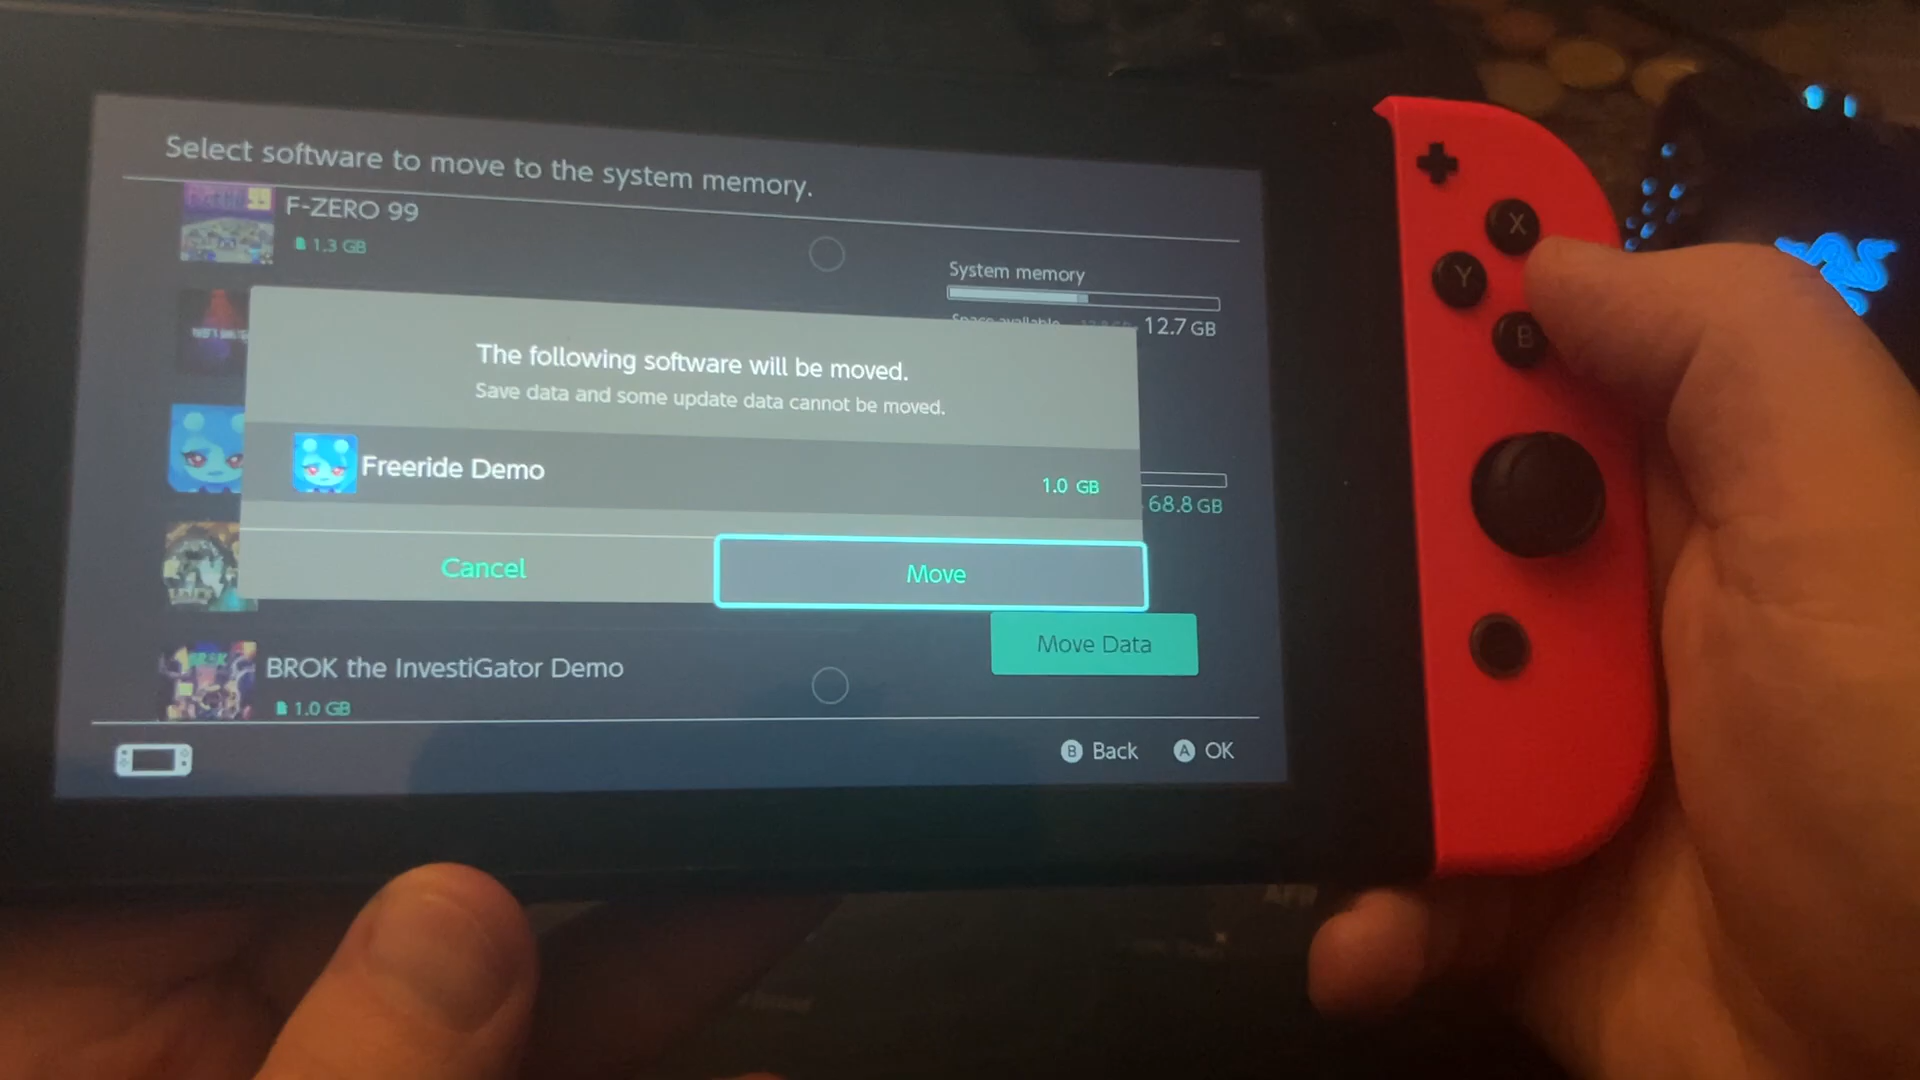 Select software to move to the system memory.
F-ZERO 99
1.3 GB
System memory
Space available
12.7 GB
The following software will be moved.
Save data and some update data cannot be moved.
Freeride Demo
1.0 GB
68.8 GB
Cancel
Move
Move Data
BROK the InvestiGator Demo
1.0 GB
B Back
A OK
X
Y
B